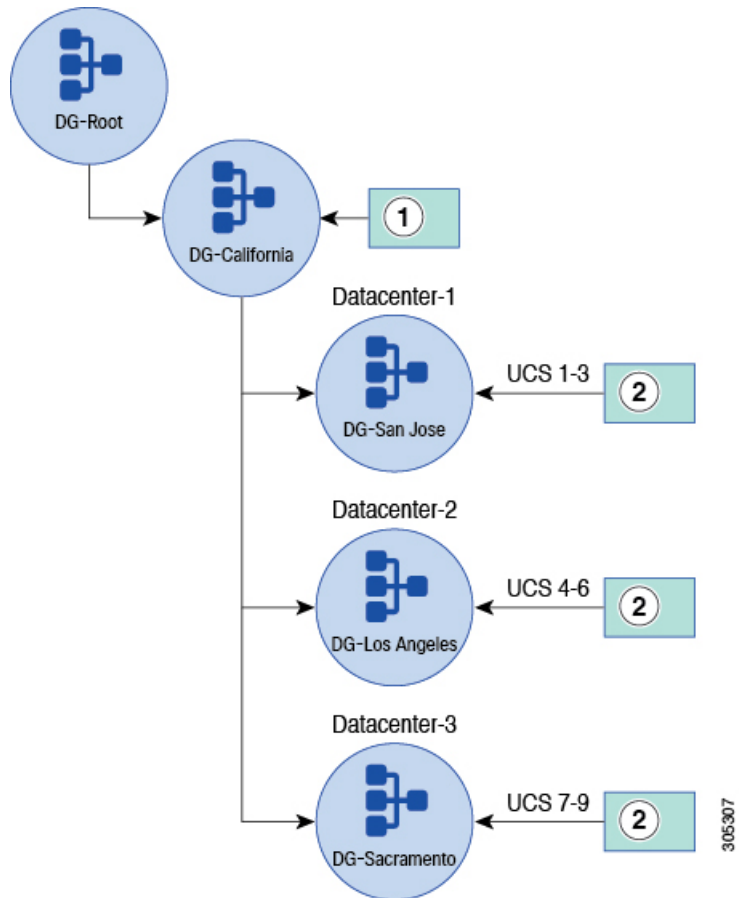 DG-Root
DG-California
1
Datacenter-1
DG-San Jose
UCS 1-3
2
Datacenter-2
DG-Los Angeles
UCS 4-6
2
Datacenter-3
DG-Sacramento
UCS 7-9
2
305307